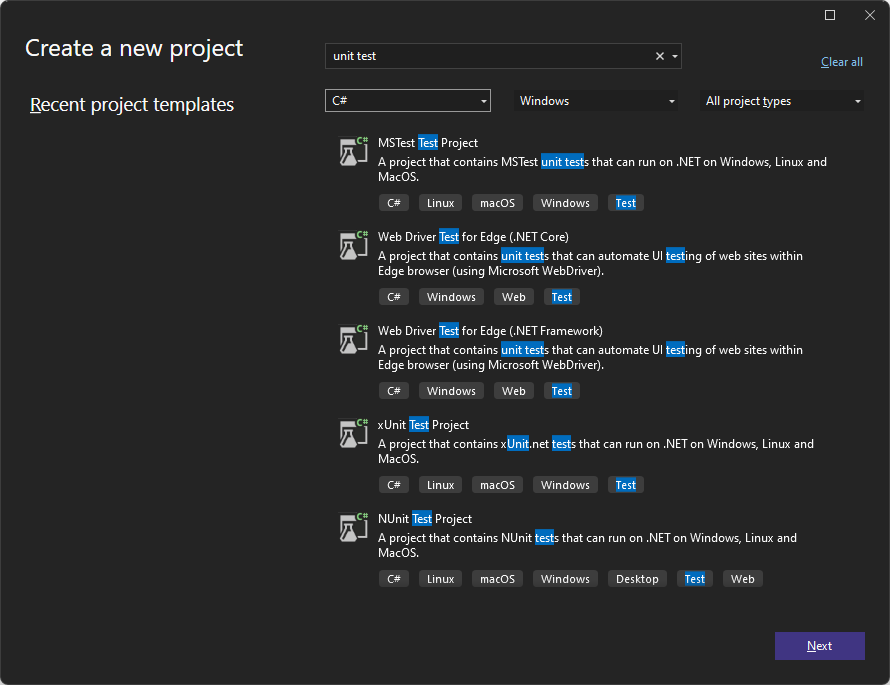 Create a new project
unit test
Clear all
Recent project templates
C#
Windows
All project types
C#
MSTest Test Project
A project that contains MSTest unit tests that can run on .NET on Windows, Linux and
MacOS.
C# Linux macOS Windows Test
C#
Web Driver Test for Edge (.NET Core)
A project that contains unit tests that can automate UI testing of web sites within
Edge browser (using Microsoft WebDriver).
C# Windows Web Test
C#
Web Driver Test for Edge (.NET Framework)
A project that contains unit tests that can automate UI testing of web sites within
Edge browser (using Microsoft WebDriver).
C# Windows Web Test
C#
xUnit Test Project
A project that contains xUnit.net tests that can run on .NET on Windows, Linux and
MacOS.
C# Linux macOS Windows Test
C#
NUnit Test Project
A project that contains NUnit tests that can run on .NET on Windows, Linux and
MacOS.
C# Linux macOS Windows Desktop Test Web
Next